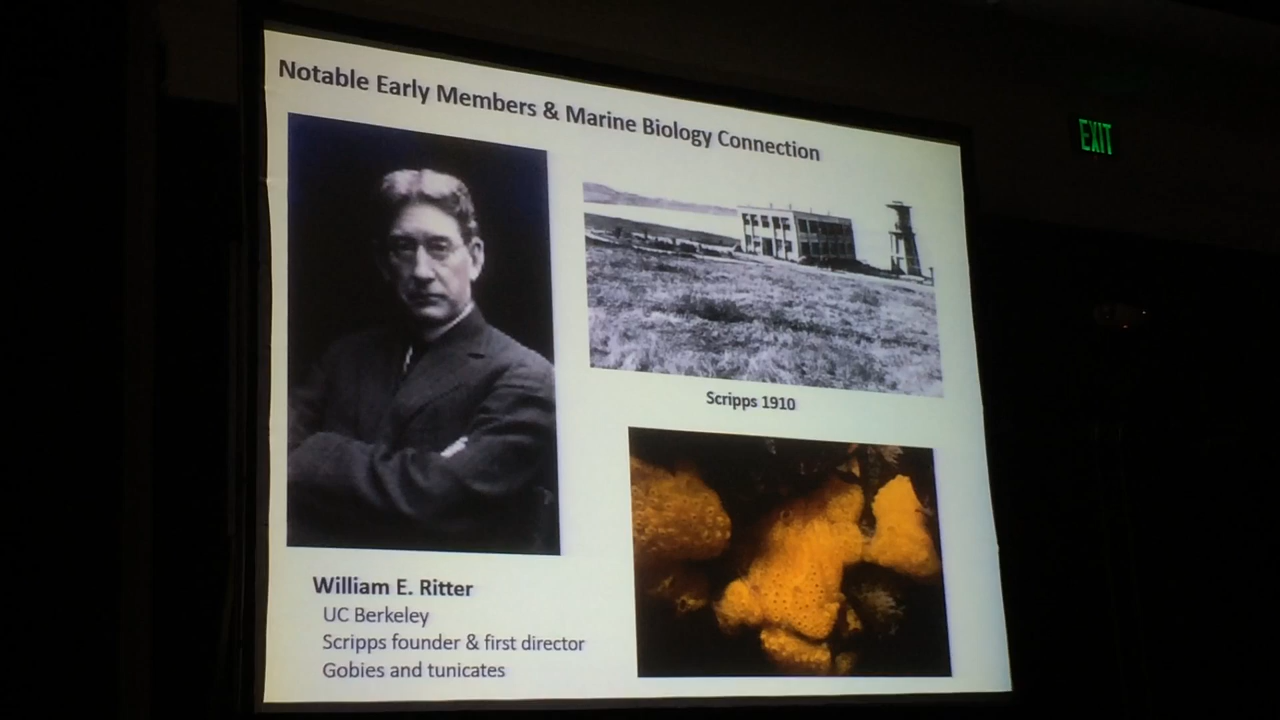 Notable Early Members & Marine Biology Connection
EXIT
Scripps 1910
William E. Ritter
UC Berkeley
Scripps founder & first director
Gobies and tunicates